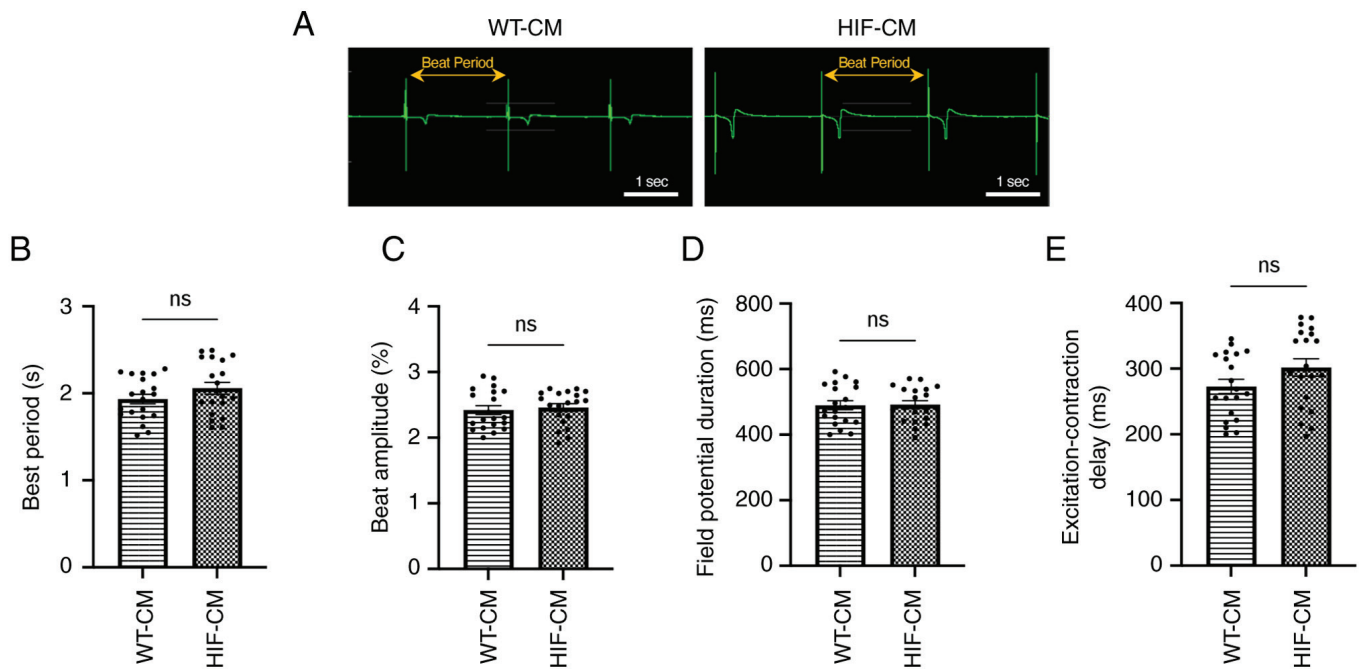 A
WT-CM
HIF-CM
Beat Period
Beat Period
1 sec
1 sec
B
Best period (s)
3
2
1
0
ns
WT-CM
HIF-CM
C
Beat amplitude (%)
4
3
2
1
0
ns
WT-CM
HIF-CM
D
Field potential duration (ms)
800
600
400
200
0
ns
WT-CM
HIF-CM
E
Excitation-contraction
delay (ms)
400
300
200
100
0
ns
WT-CM
HIF-CM